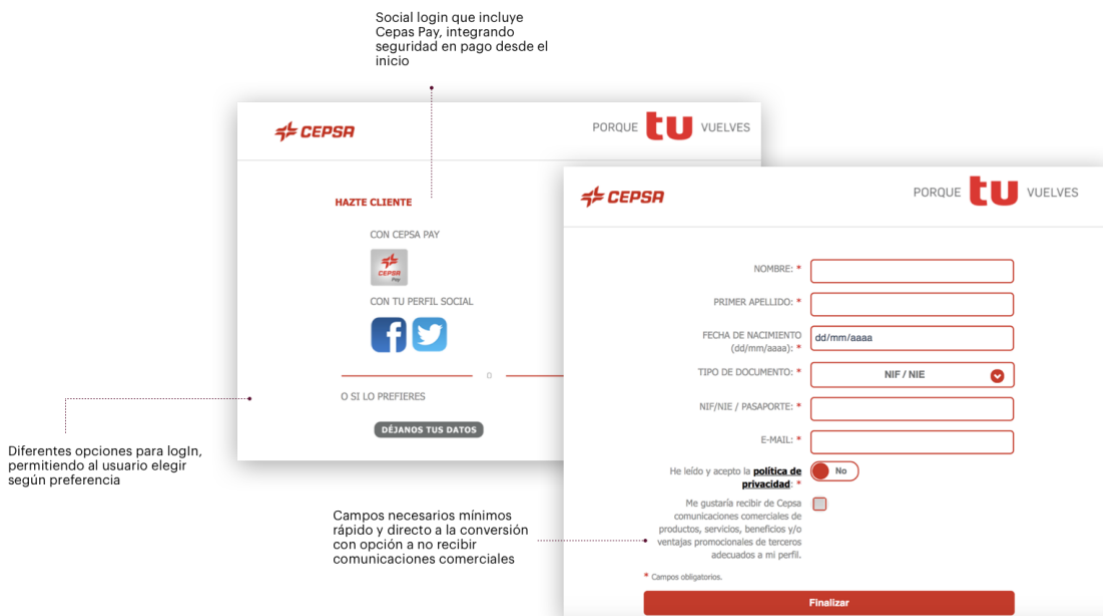 Social login que incluye
Cepas Pay, integrando
seguridad en pago desde el
inicio
CEPSA
PORQUE tu VUELVES
HAZTE CLIENTE
CON CEPSA PAY
CEPSA
Pay
CON TU PERFIL SOCIAL
O
O SI LO PREFIERES
DÉJANOS TUS DATOS
Diferentes opciones para logIn,
permitiendo al usuario elegir
según preferencia
CEPSA
PORQUE tu VUELVES
NOMBRE: *
PRIMER APELLIDO: *
FECHA DE NACIMIENTO
(dd/mm/aaaa): *
dd/mm/aaaa
TIPO DE DOCUMENTO: *
NIF / NIE
NIF/NIE / PASAPORTE: *
E-MAIL: *
He leído y acepto la política de
privacidad: *
No
Me gustaría recibir de Cepsa
comunicaciones comerciales de
productos, servicios, beneficios y/o
ventajas promocionales de terceros
adecuados a mi perfil.
* Campos obligatorios.
Finalizar
Campos necesarios mínimos
rápido y directo a la conversión
con opción a no recibir
comunicaciones comerciales